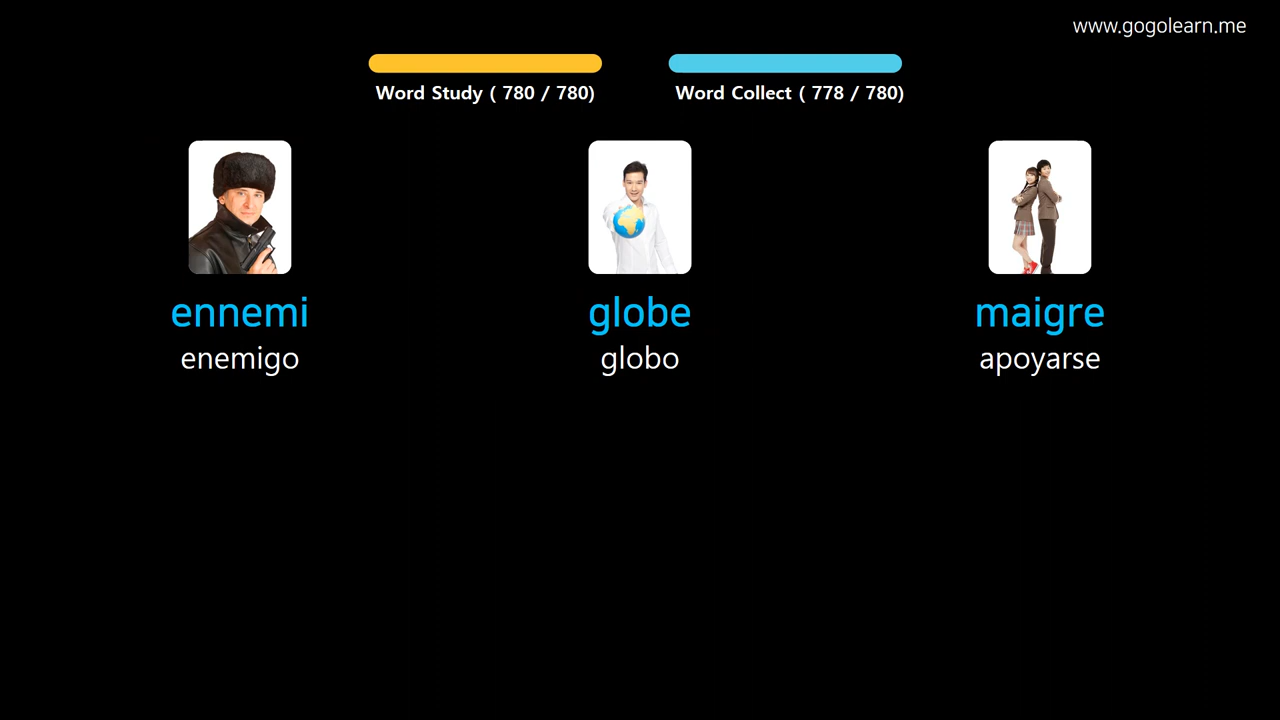 www.gogolearn.me
Word Study ( 780 / 780)
Word Collect ( 778 / 780)
ennemi
enemigo
globe
globo
maigre
apoyarse